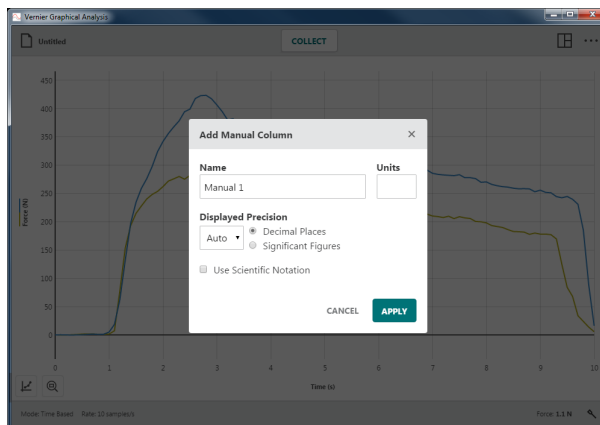 Vernier Graphical Analysis
Untitled
COLLECT
450
400
350
300
250
200
150
100
50
0
Force (N)
Add Manual Column
Name
Units
Manual 1
Displayed Precision
Auto
Decimal Places
Significant Figures
Use Scientific Notation
CANCEL
APPLY
0 1 2 3 4 5 6 7 8 9 10
Time (s)
Mode: Time Based Rate: 10 samples/s
Force: 1.1 N